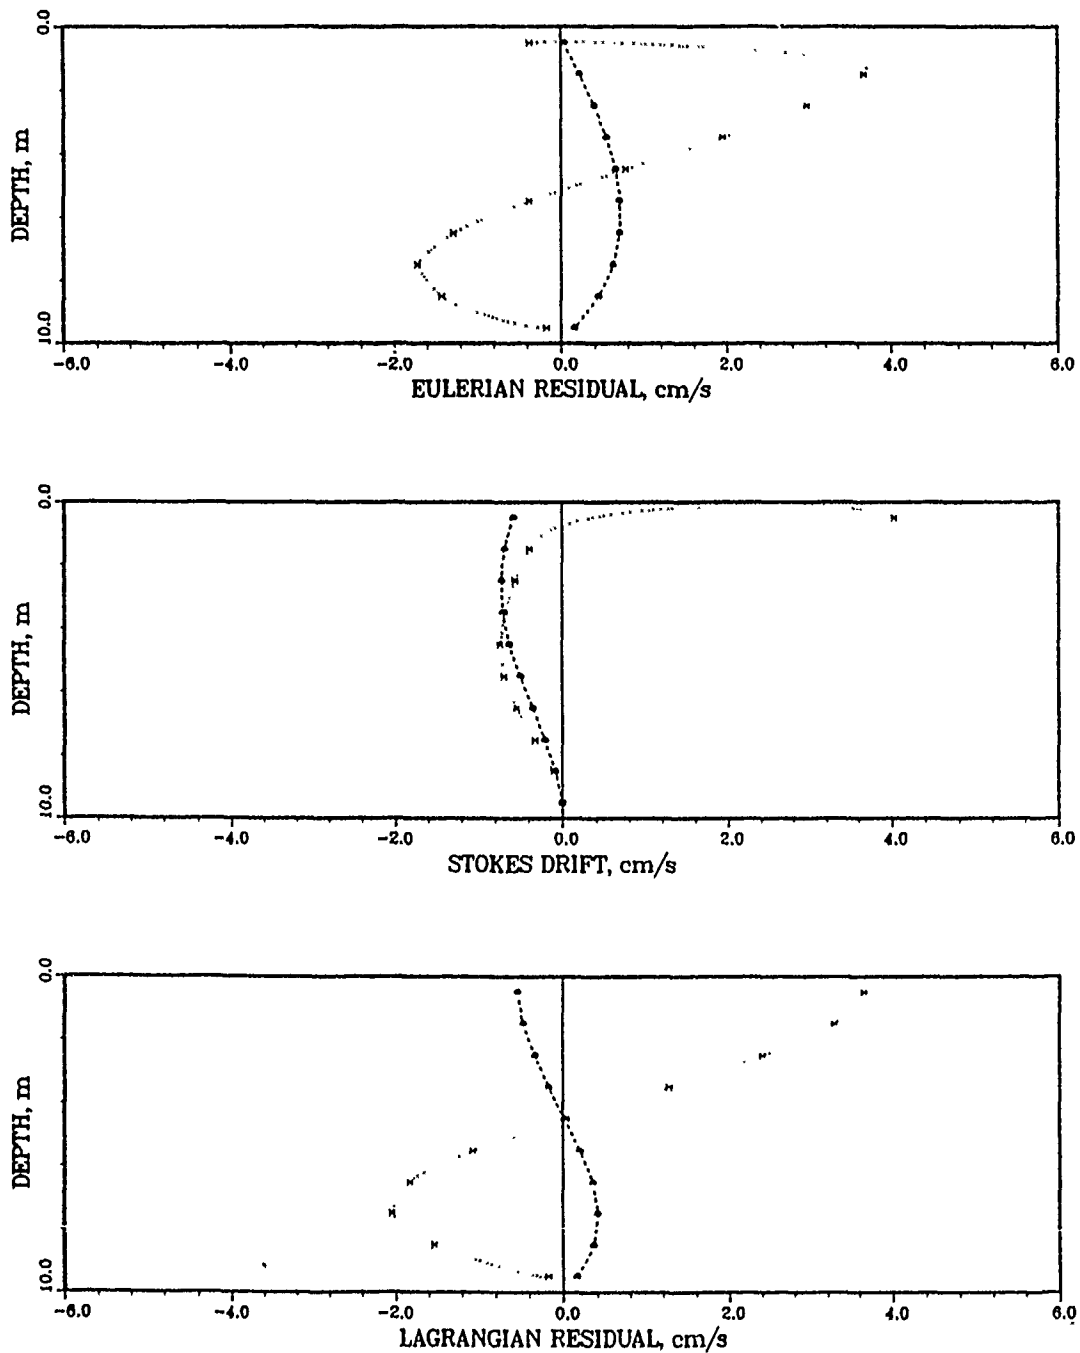 0.0
DEPTH, m
10.0
-6.0 -4.0 -2.0 0.0 2.0 4.0 6.0
EULERIAN RESIDUAL, cm/s
0.0
DEPTH, m
10.0
-6.0 -4.0 -2.0 0.0 2.0 4.0 6.0
STOKES DRIFT, cm/s
0.0
DEPTH, m
10.0
-6.0 -4.0 -2.0 0.0 2.0 4.0 6.0
LAGRANGIAN RESIDUAL, cm/s